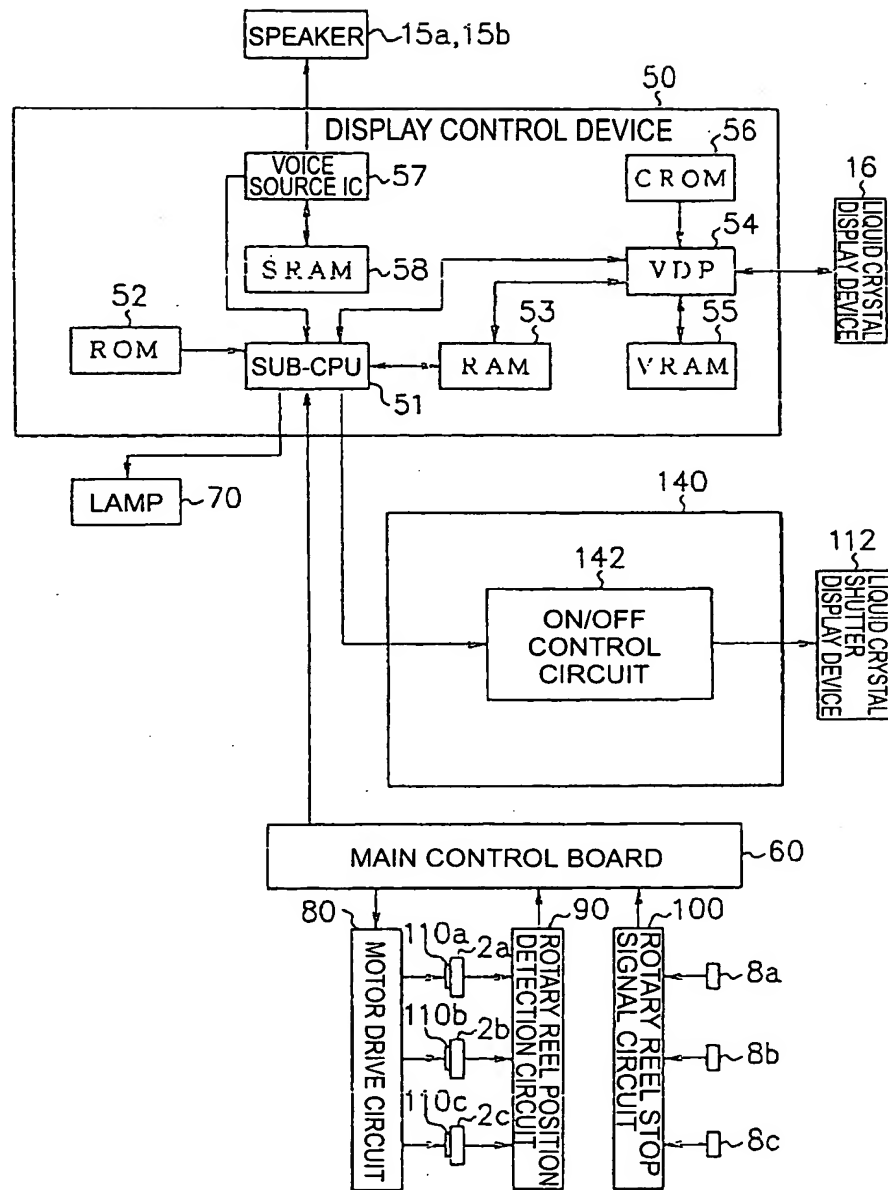 SPEAKER 15a, 15b
50
DISPLAY CONTROL DEVICE
56
VOICE
SOURCE IC 57
CROM
16
LIQUID CRYSTAL
DISPLAY DEVICE
54
SRAM 58
VDP
52
53
55
ROM
SUB-CPU
RAM
VRAM
51
LAMP 70
140
142
ON/OFF
CONTROL
CIRCUIT
112
LIQUID CRYSTAL
SHUTTER
DISPLAY DEVICE
MAIN CONTROL BOARD 60
80
90
100
MOTOR DRIVE CIRCUIT
110a 2a
110b 2b
110c 2c
ROTARY REEL POSITION
DETECTION CIRCUIT
ROTARY REEL STOP
SIGNAL CIRCUIT
8a
8b
8c